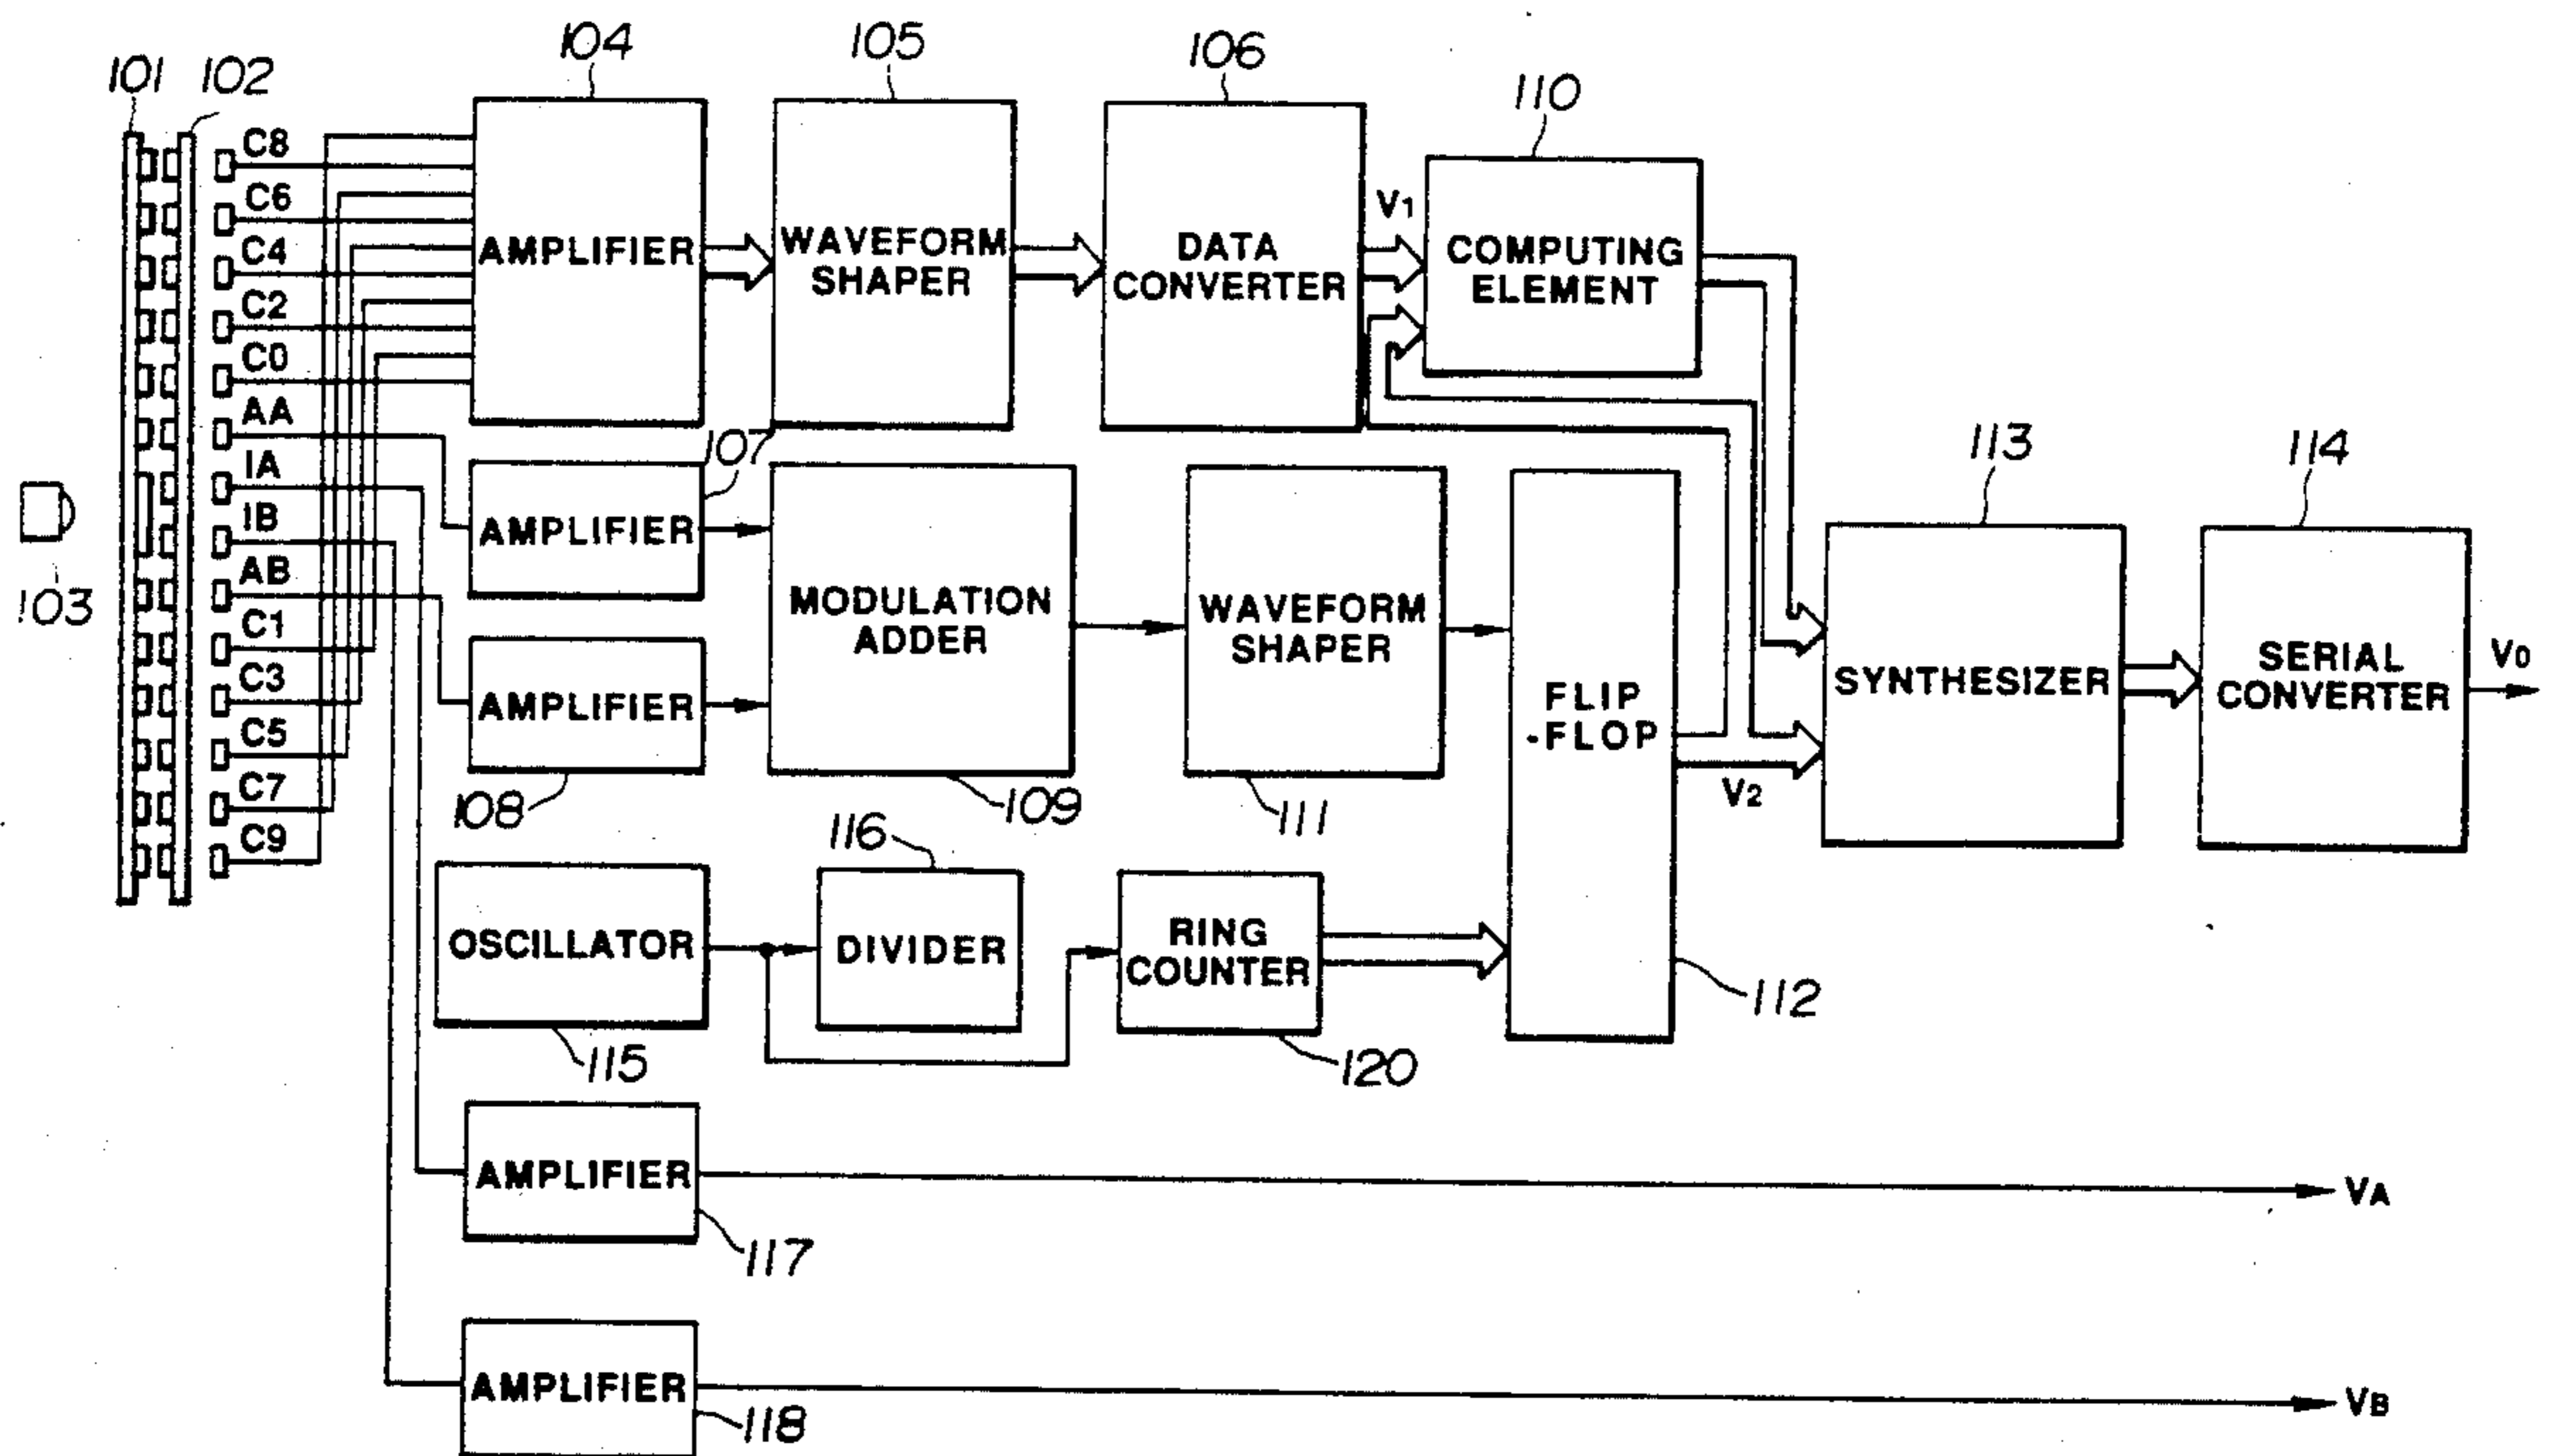 101
102
104
105
106
110
C8
C6
C4
C2
C0
AA
IA
IB
AB
C1
C3
C5
C7
C9
103
AMPLIFIER
WAVEFORM
SHAPER
DATA
CONVERTER
V1
COMPUTING
ELEMENT
107
AMPLIFIER
MODULATION
ADDER
WAVEFORM
SHAPER
FLIP
-FLOP
113
114
SYNTHESIZER
SERIAL
CONVERTER
V0
AMPLIFIER
108
109
111
V2
116
OSCILLATOR
DIVIDER
RING
COUNTER
112
115
120
AMPLIFIER
VA
117
AMPLIFIER
VB
118